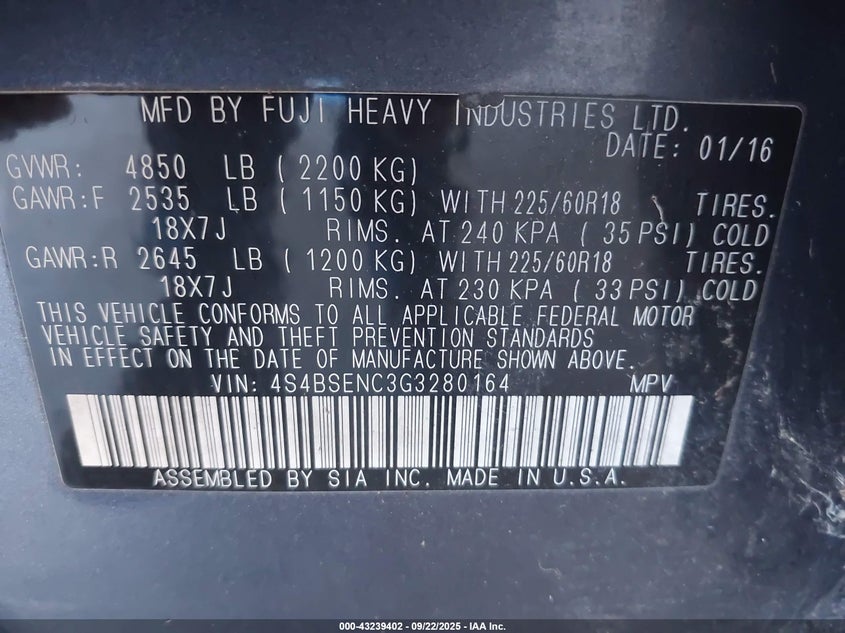 MFD BY FUJI HEAVY INDUSTRIES LTD.
DATE: 01/16
GVWR: 4850 LB ( 2200 KG)
GAWR:F 2535 LB ( 1150 KG) WITH 225/60R18 TIRES.
18X7J RIMS. AT 240 KPA ( 35 PSI) COLD
GAWR:R 2645 LB ( 1200 KG) WITH 225/60R18 TIRES.
18X7J RIMS. AT 230 KPA ( 33 PSI) COLD
THIS VEHICLE CONFORMS TO ALL APPLICABLE FEDERAL MOTOR
VEHICLE SAFETY AND THEFT PREVENTION STANDARDS
IN EFFECT ON THE DATE OF MANUFACTURE SHOWN ABOVE.
VIN: 4S4BSENC3G3280164 MPV
ASSEMBLED BY SIA INC. MADE IN U.S.A.
000-43239402 - 09/22/2025 - IAA Inc.